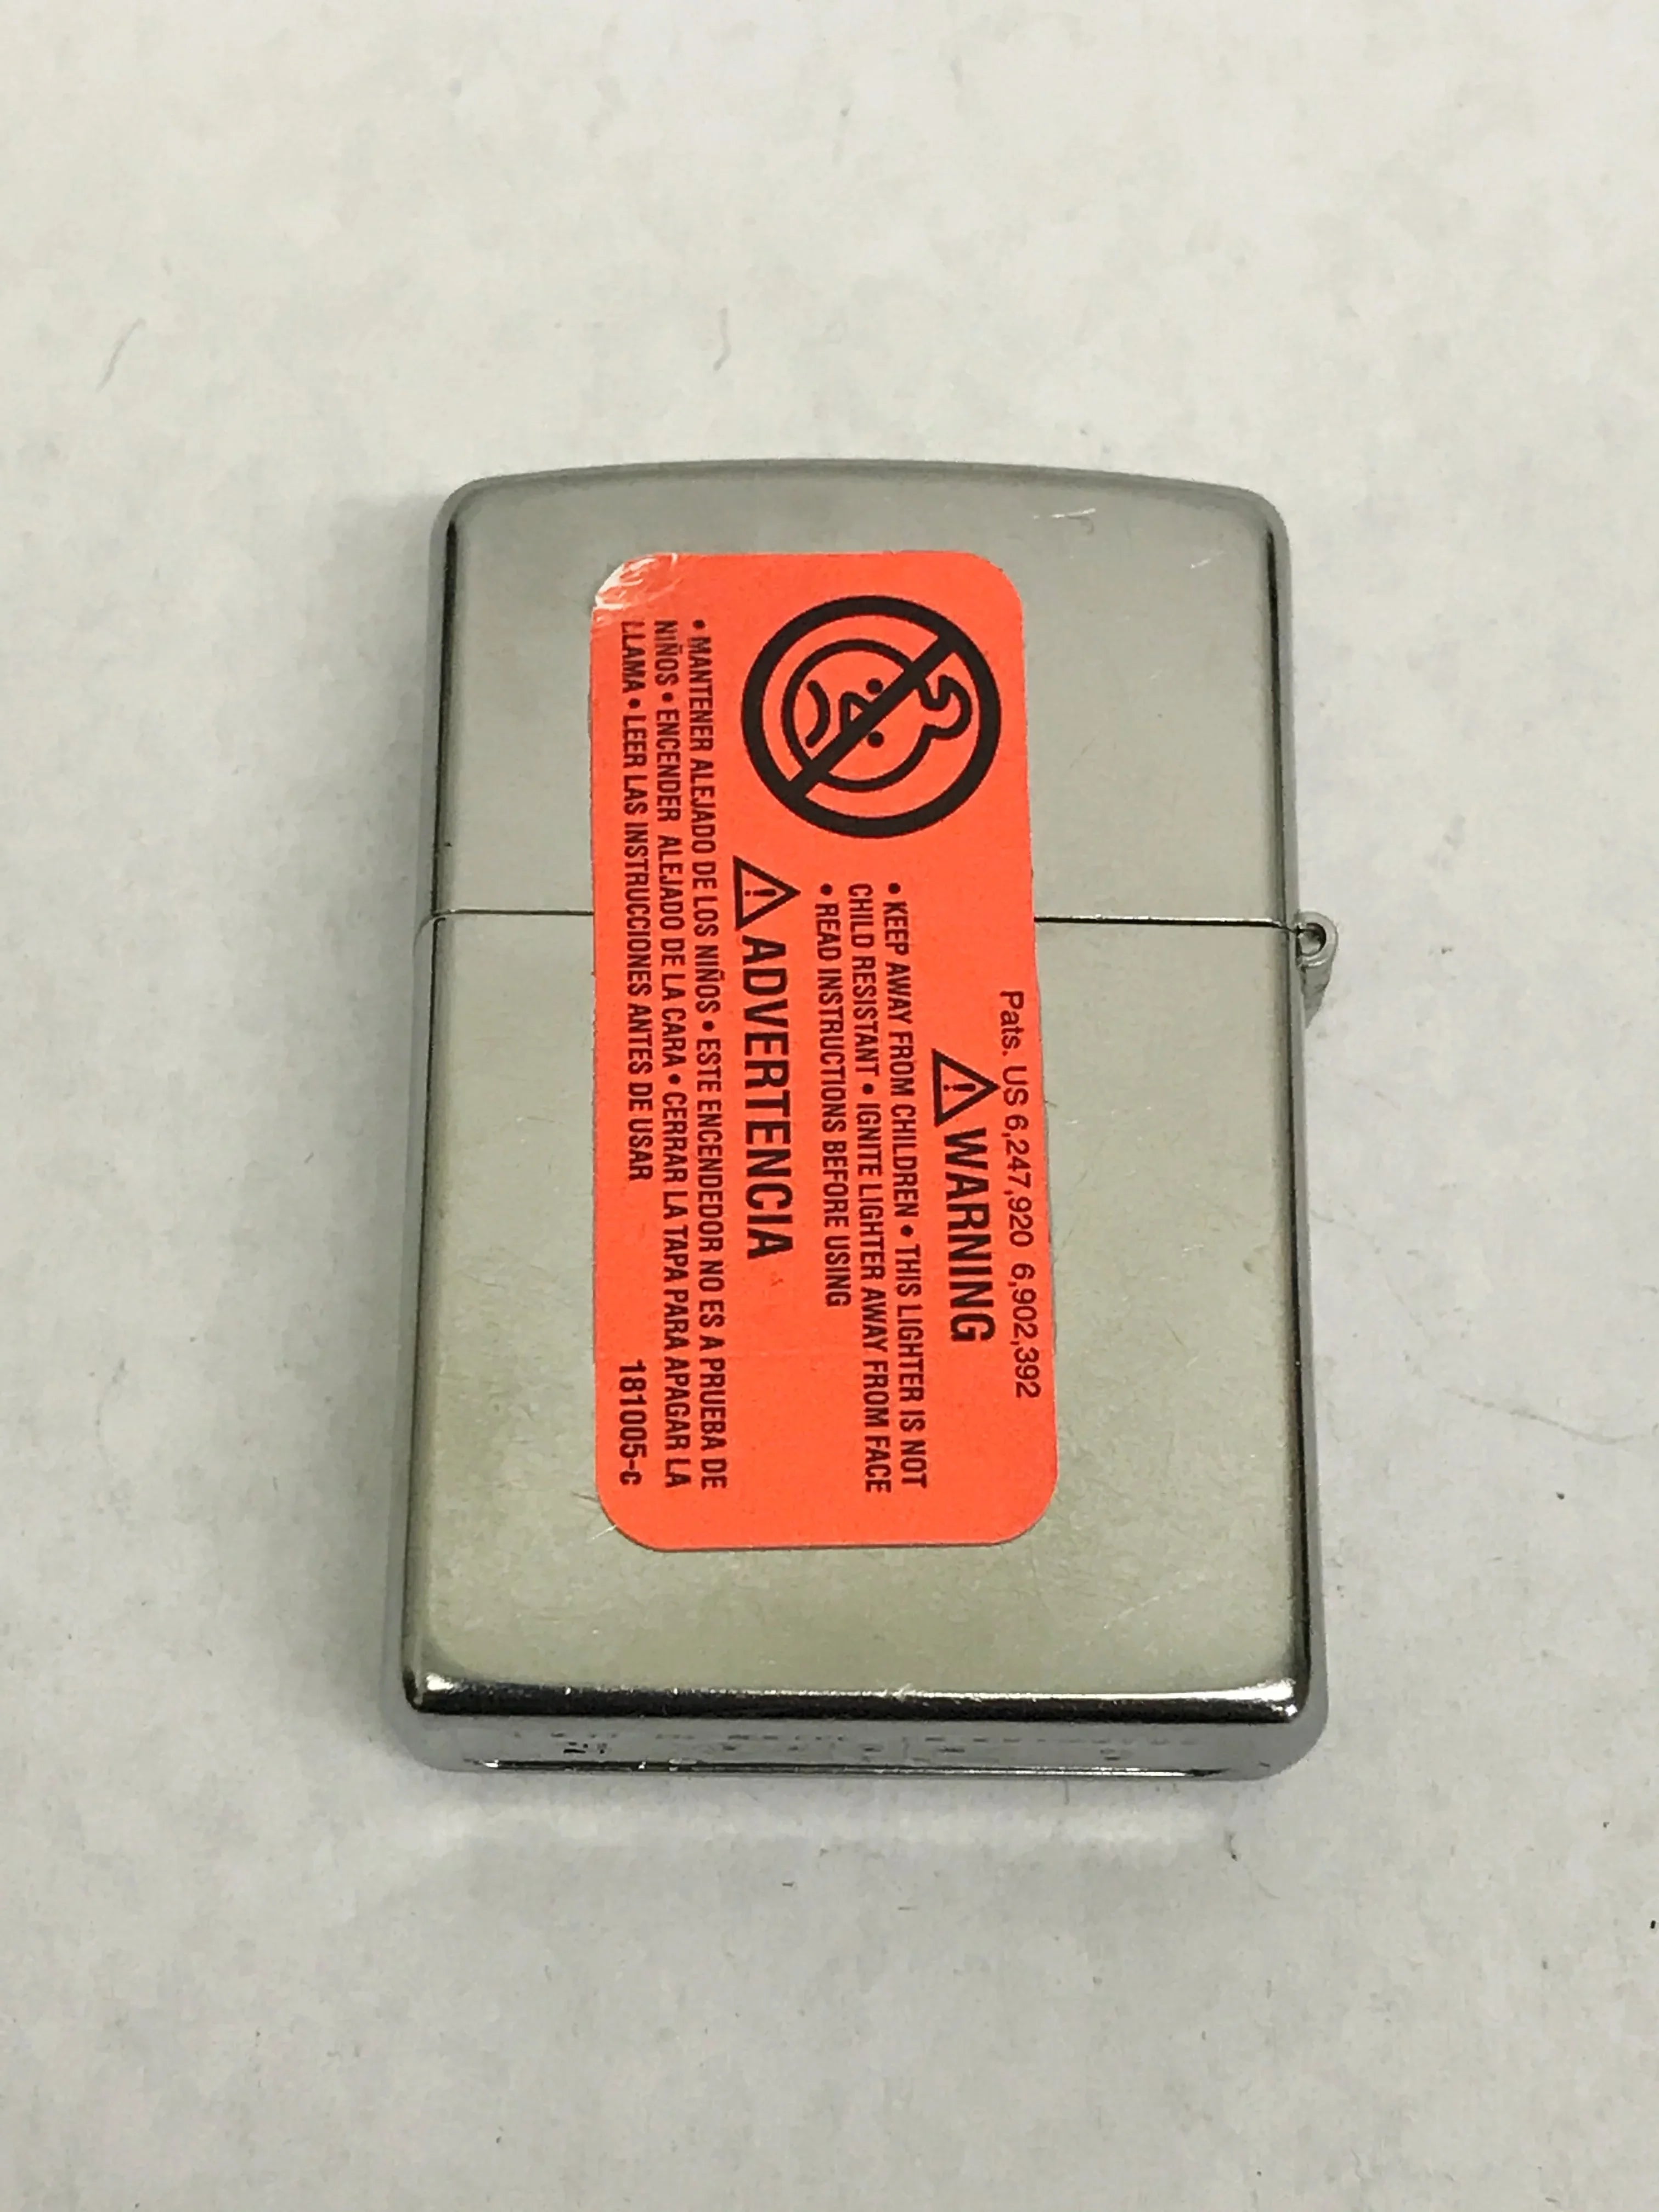 Pats. US 6,247,920 6,902,392
WARNING
• KEEP AWAY FROM CHILDREN • THIS LIGHTER IS NOT
CHILD RESISTANT • IGNITE LIGHTER AWAY FROM FACE
• READ INSTRUCTIONS BEFORE USING
ADVERTENCIA
• MANTENER ALEJADO DE LOS NIÑOS • ESTE ENCENDEDOR NO ES A PRUEBA DE
NIÑOS • ENCENDER ALEJADO DE LA CARA • CERRAR LA TAPA PARA APAGAR LA
LLAMA • LEER LAS INSTRUCCIONES ANTES DE USAR
181005-c